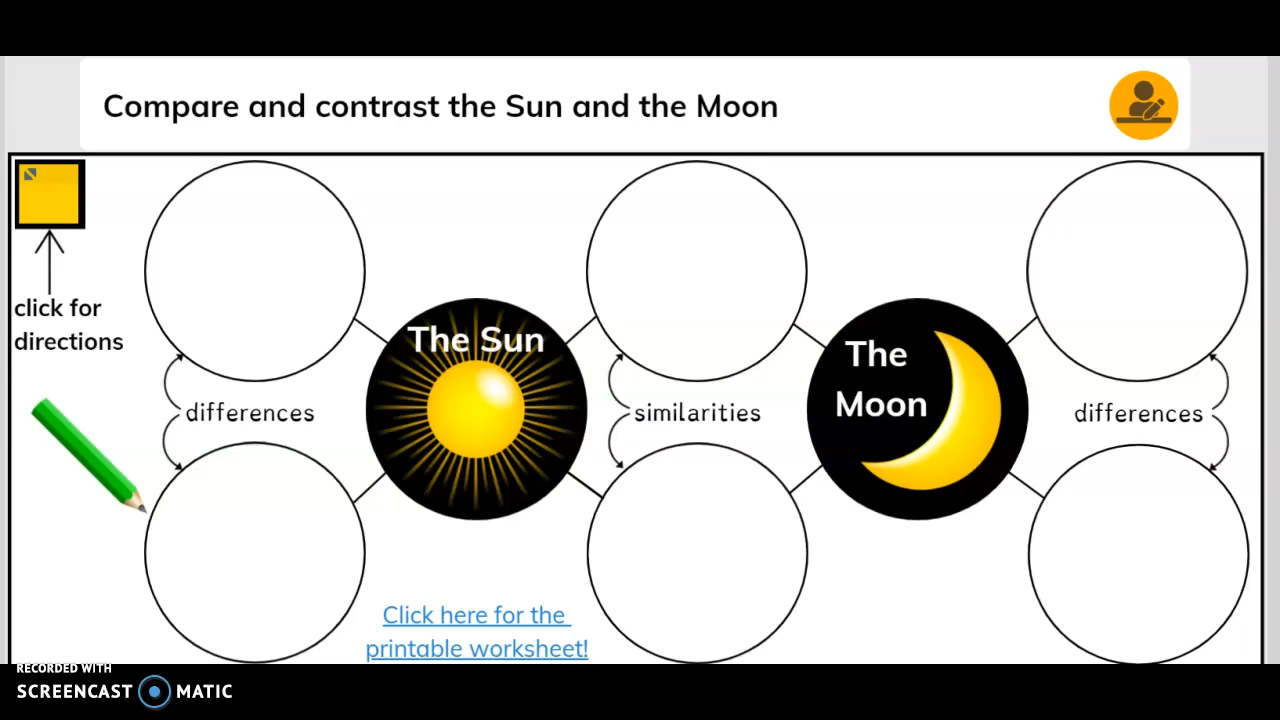 Compare and contrast the Sun and the Moon
click for
directions
The Sun
The
Moon
differences
similarities
differences
Click here for the
printable worksheet!
RECORDED WITH
SCREENCAST MATIC